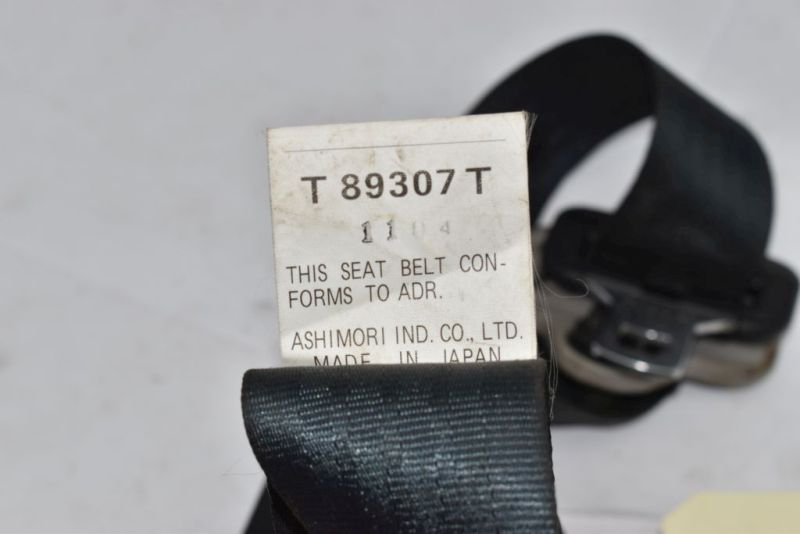 T 89307 T
1104
THIS SEAT BELT CON-
FORMS TO ADR.
ASHIMORI IND. CO., LTD.
MADE IN JAPAN